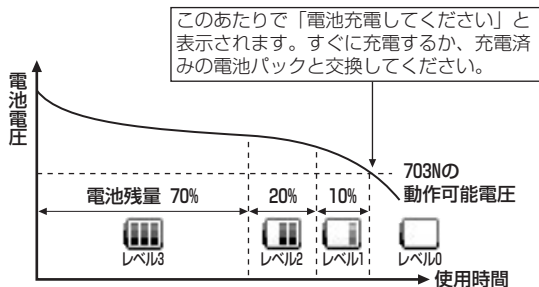 このあたりで「電池充電してください」と
表示されます。すぐに充電するか、充電済
みの電池パックと交換してください。
電池電圧
703Nの
動作可能電圧
電池残量 70%
20%
10%
レベル3
レベル2
レベル1
レベル0
使用時間